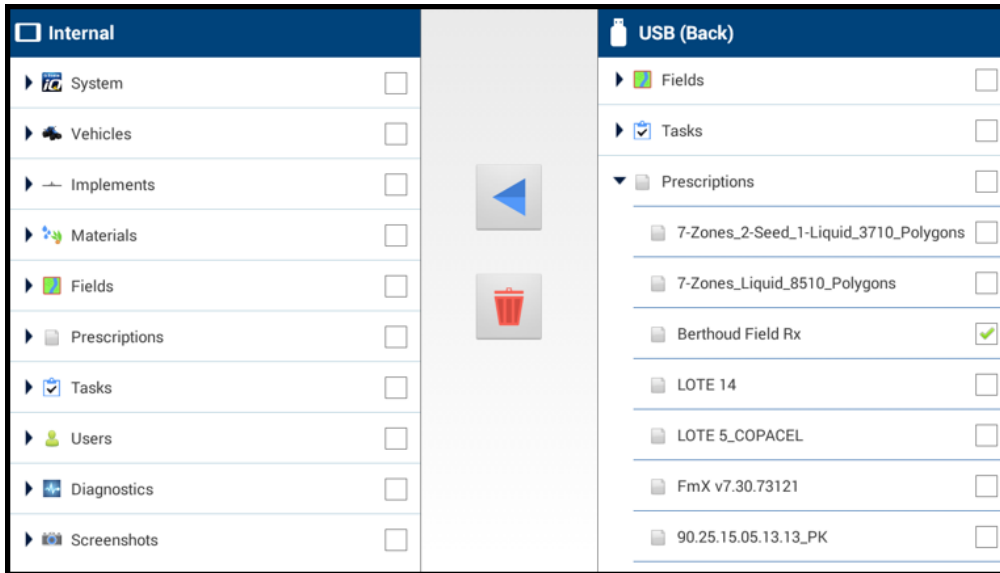 Internal
System
Vehicles
Implements
Materials
Fields
Prescriptions
Tasks
Users
Diagnostics
Screenshots
USB (Back)
Fields
Tasks
Prescriptions
7-Zones_2-Seed_1-Liquid_3710_Polygons
7-Zones_Liquid_8510_Polygons
Berthoud Field Rx
LOTE 14
LOTE 5_COPACEL
FmX v7.30.73121
90.25.15.05.13.13_PK